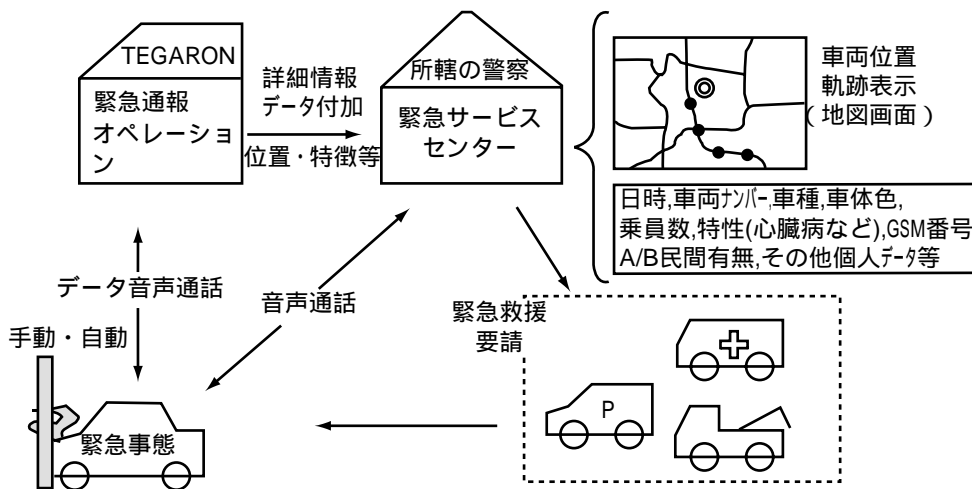 TEGARON
緊急通報
オペレーショ
ン
詳細情報
データ付加
位置・特徴等
所轄の警察
緊急サービス
センター
車両位置
軌跡表示
(地図画面)
日時,車両ナンバー,車種,車体色,
乗員数,特性(心臓病など),GSM番号
A/B民間有無,その他個人データ等
データ音声通話
音声通話
手動・自動
緊急事態
緊急救援
要請
P